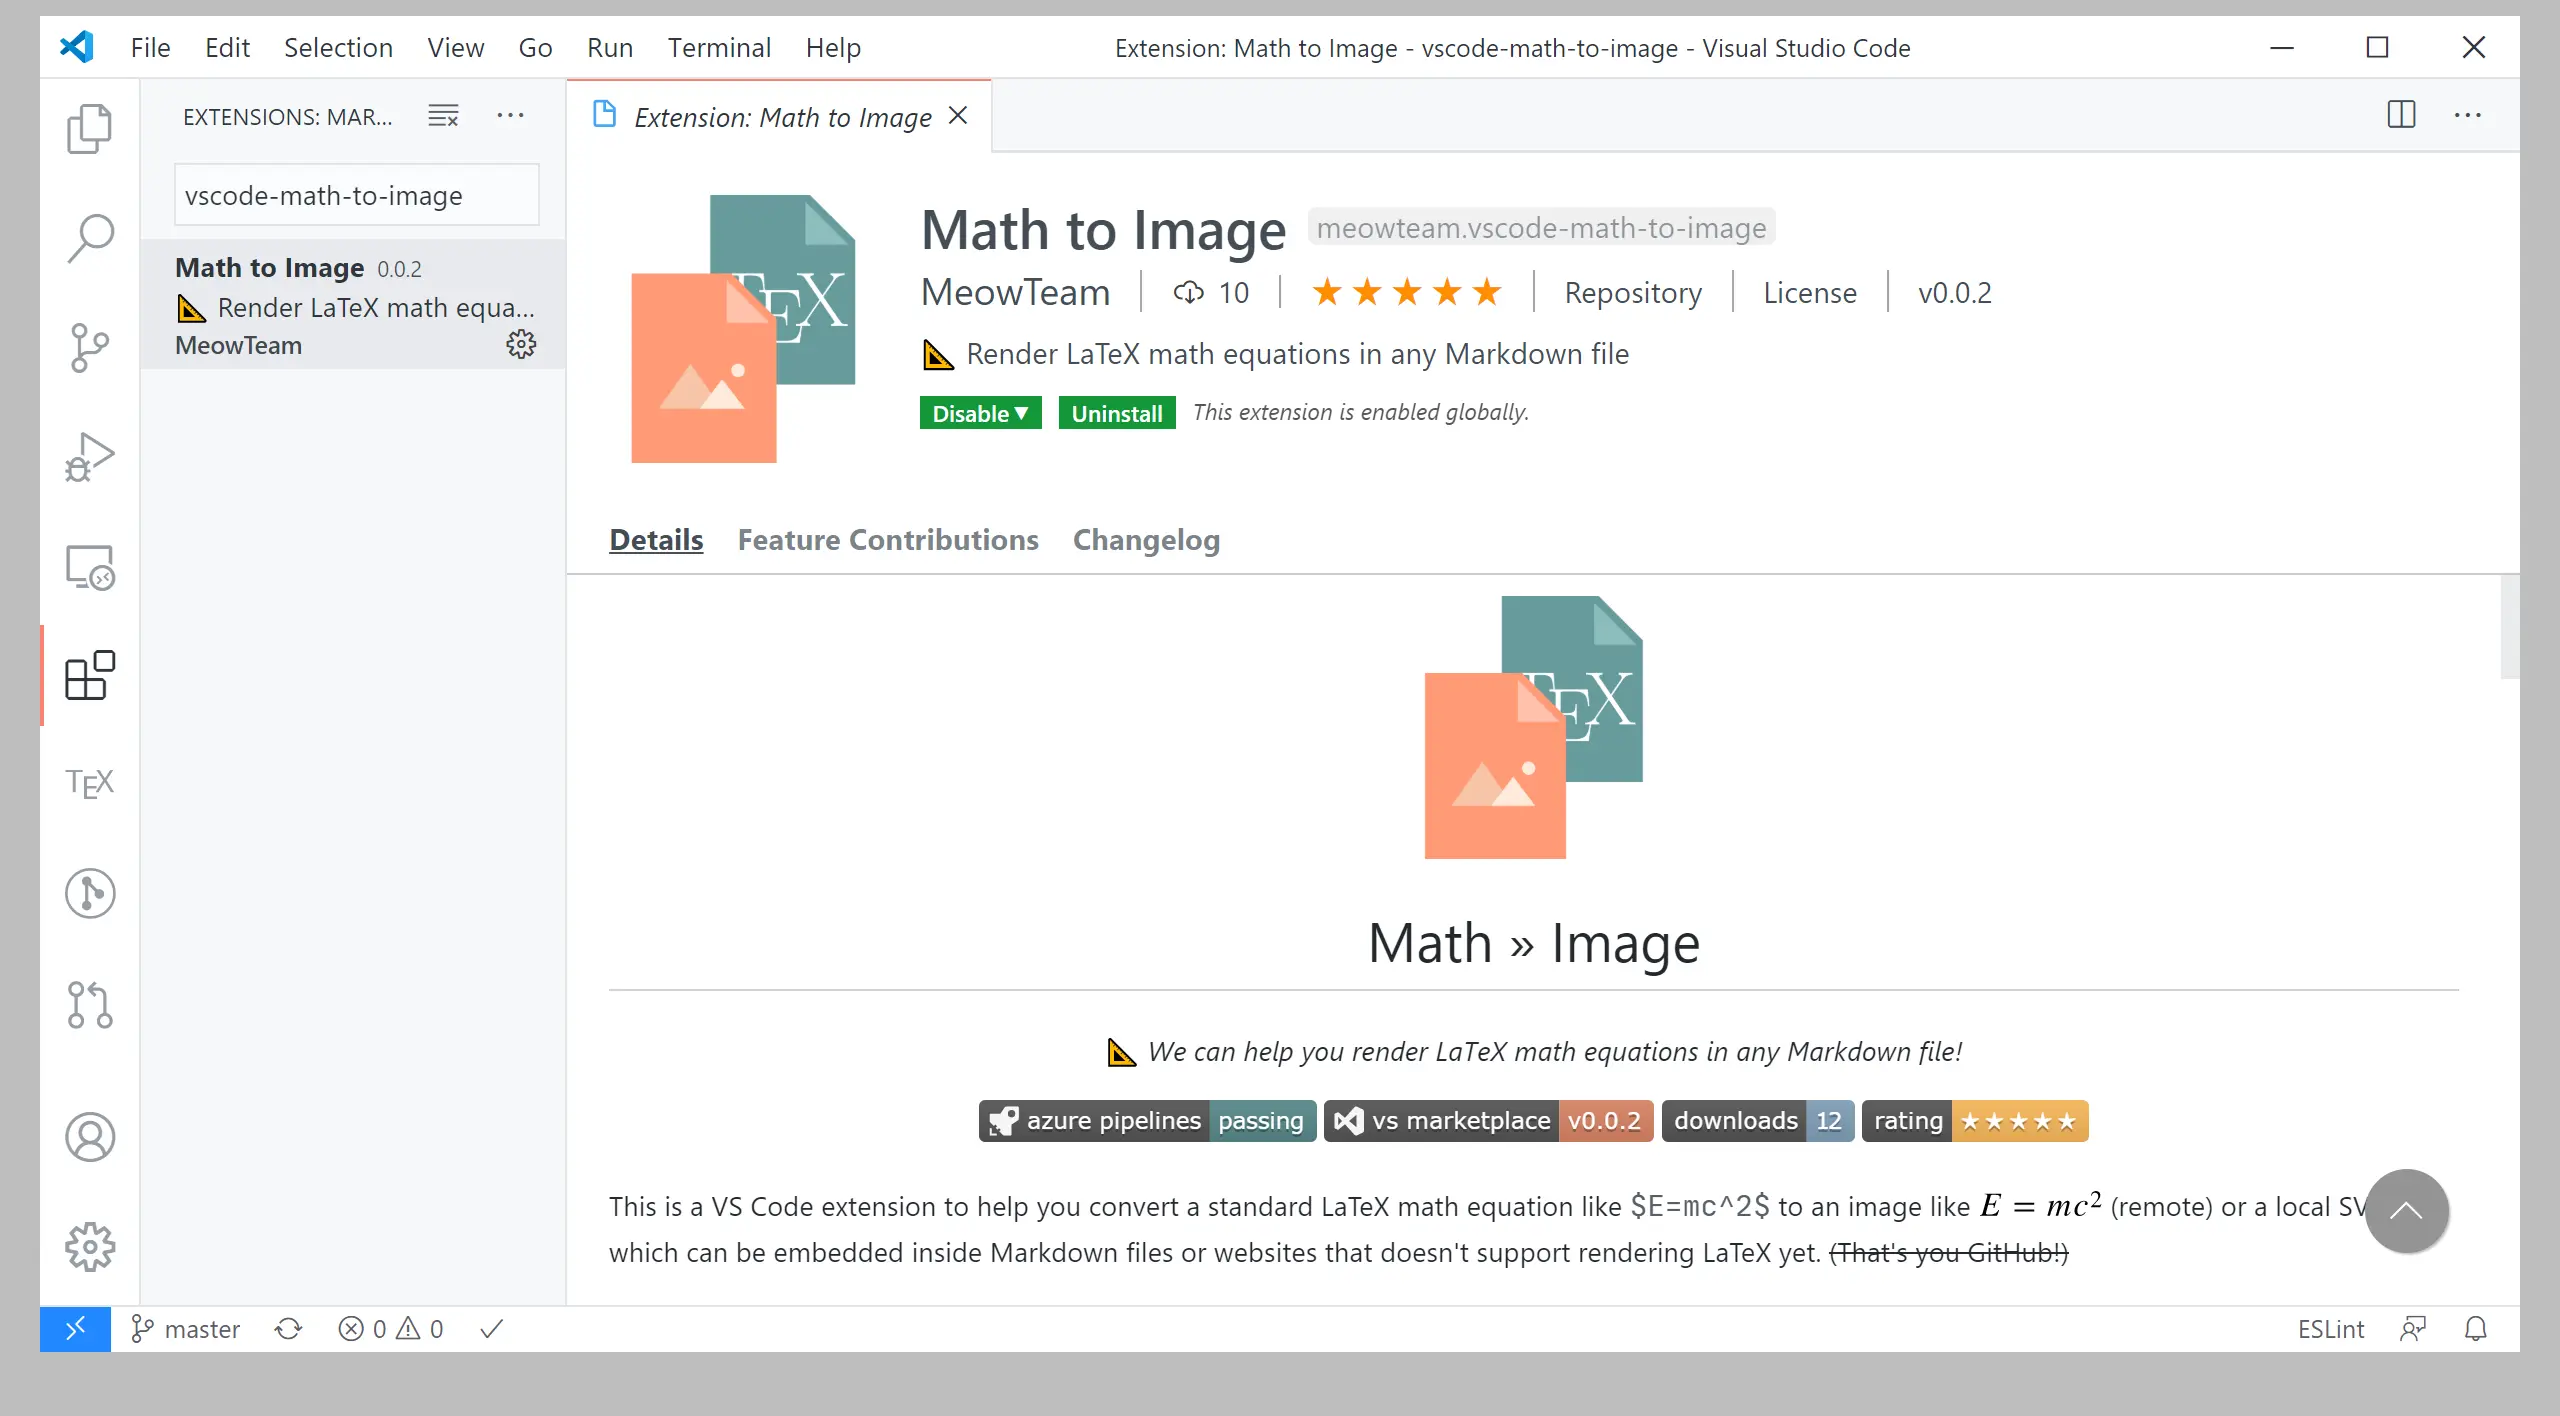 File Edit Selection View Go Run Terminal Help
Extension: Math to Image - vscode-math-to-image - Visual Studio Code
EXTENSIONS: MAR...
vscode-math-to-image
Math to Image 0.0.2
Render LaTeX math equa...
MeowTeam
TEX
Extension: Math to Image
TEX
Math to Image meowteam.vscode-math-to-image
MeowTeam | 10 | ★★★★★ | Repository | License | v0.0.2
Render LaTeX math equations in any Markdown file
Disable▼ Uninstall This extension is enabled globally.
Details Feature Contributions Changelog
TEX
Math » Image
We can help you render LaTeX math equations in any Markdown file!
azure pipelines passing vs marketplace v0.0.2 downloads 12 rating ★★★★★
This is a VS Code extension to help you convert a standard LaTeX math equation like $E=mc^2$ to an image like E = mc² (remote) or a local SV
which can be embedded inside Markdown files or websites that doesn't support rendering LaTeX yet. (That's you GitHub!)
master 0 0 ESLint